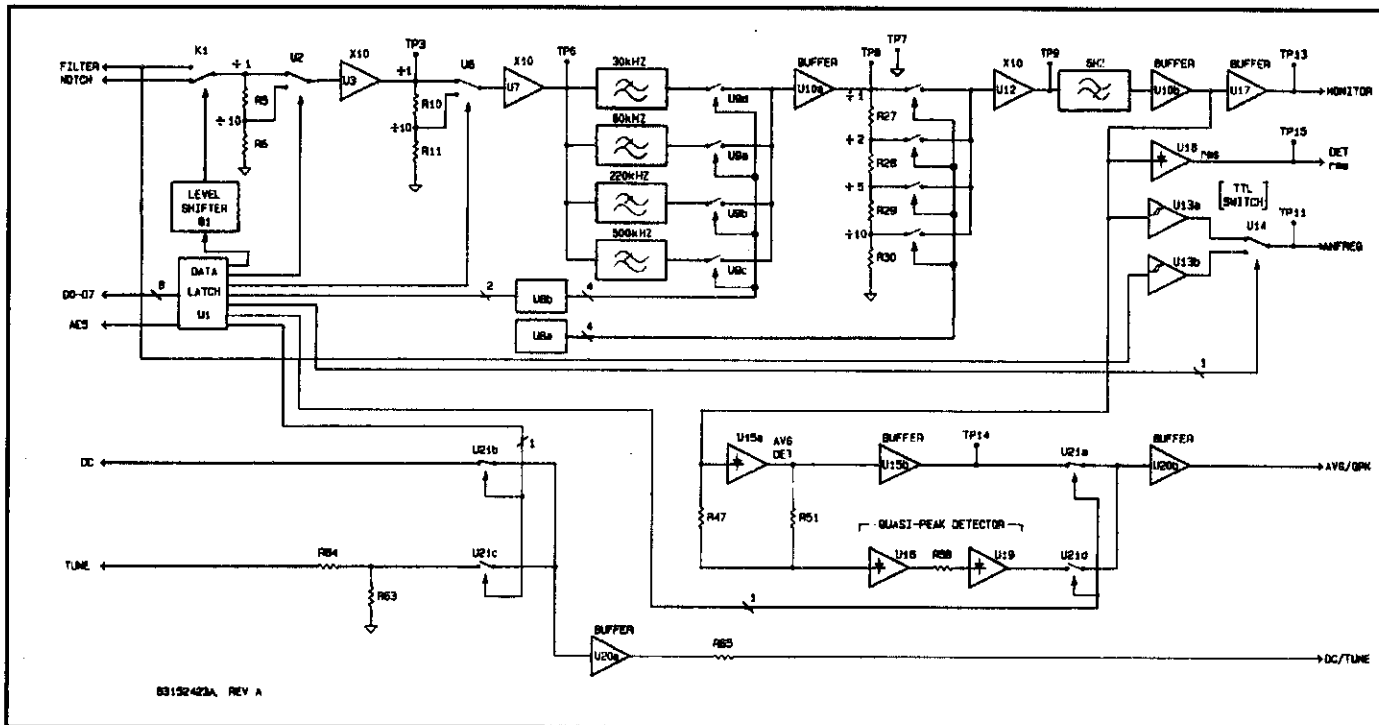 FILTER
NOTCH
K1
÷1
R5
÷10
R6
U2
X10
U3
TP3
÷1
R10
÷10
R11
U6
X10
U7
TP6
30kHZ
80kHZ
220kHZ
500kHZ
U9d
U9a
U9b
U9c
BUFFER
U10a
TP8
TP7
÷1
R27
÷2
R28
÷5
R29
÷10
R30
X10
U12
TP9
BUFFER
U10b
BUFFER
U17
TP13
MONITOR
U18
rms
TP15
DET
rms
U13a
U13b
[TTL SWITCH]
U14
TP11
ANFREQ
LEVEL
SHIFTER
Q1
DATA
LATCH
U1
D0-D7
8
AES
2
U8b
4
U8a
4
1
DC
U21b
1
TUNE
R64
R63
U21c
U15a
AVG
DET
BUFFER
U15b
TP14
U21a
BUFFER
U20b
AVG/QPK
R47
R51
QUASI-PEAK DETECTOR
U16
R58
U19
U21d
1
BUFFER
U20a
R65
DC/TUNE
83152423A, REV A